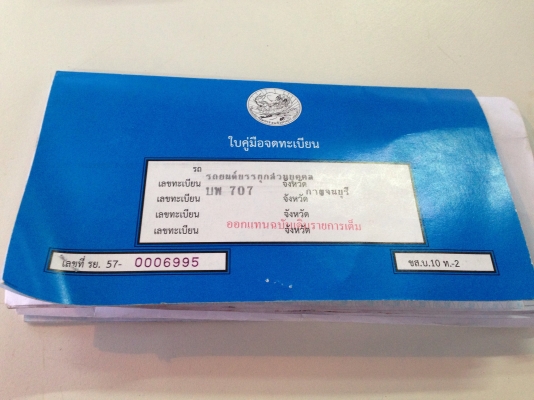 ใบคู่มือจดทะเบียน
รถ รถยนต์บรรทุกส่วนบุคคล
เลขทะเบียน บพ 707 จังหวัด กาญจนบุรี
เลขทะเบียน จังหวัด
เลขทะเบียน จังหวัด
เลขทะเบียน จังหวัด
ออกแทนฉบับเดิมรายการเต็ม
เลขที่ รย. 57- 0006995
ขส.บ.10 ท.-2